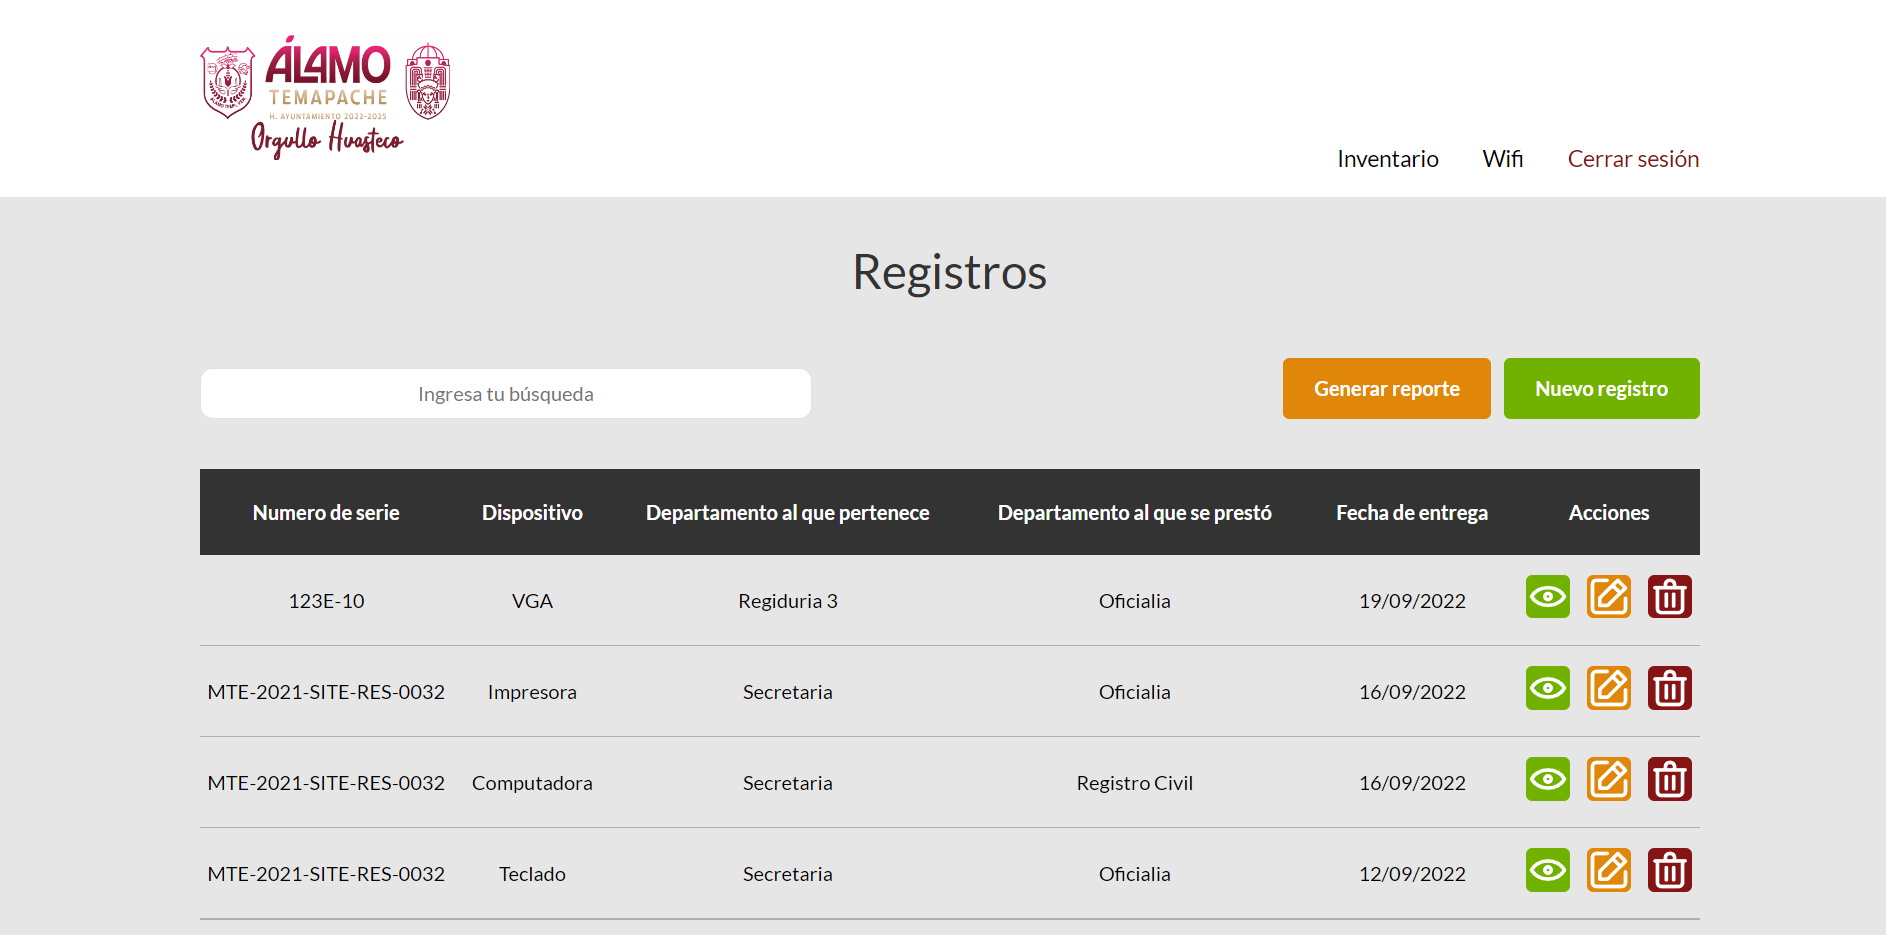 ÁLAMO
TEMAPACHE
H. AYUNTAMIENTO 2022-2025
Orgullo Huasteco
Inventario Wifi Cerrar sesión
Registros
Ingresa tu búsqueda
Generar reporte Nuevo registro
Numero de serie Dispositivo Departamento al que pertenece Departamento al que se prestó Fecha de entrega Acciones
123E-10 VGA Regiduria 3 Oficialia 19/09/2022
MTE-2021-SITE-RES-0032 Impresora Secretaria Oficialia 16/09/2022
MTE-2021-SITE-RES-0032 Computadora Secretaria Registro Civil 16/09/2022
MTE-2021-SITE-RES-0032 Teclado Secretaria Oficialia 12/09/2022